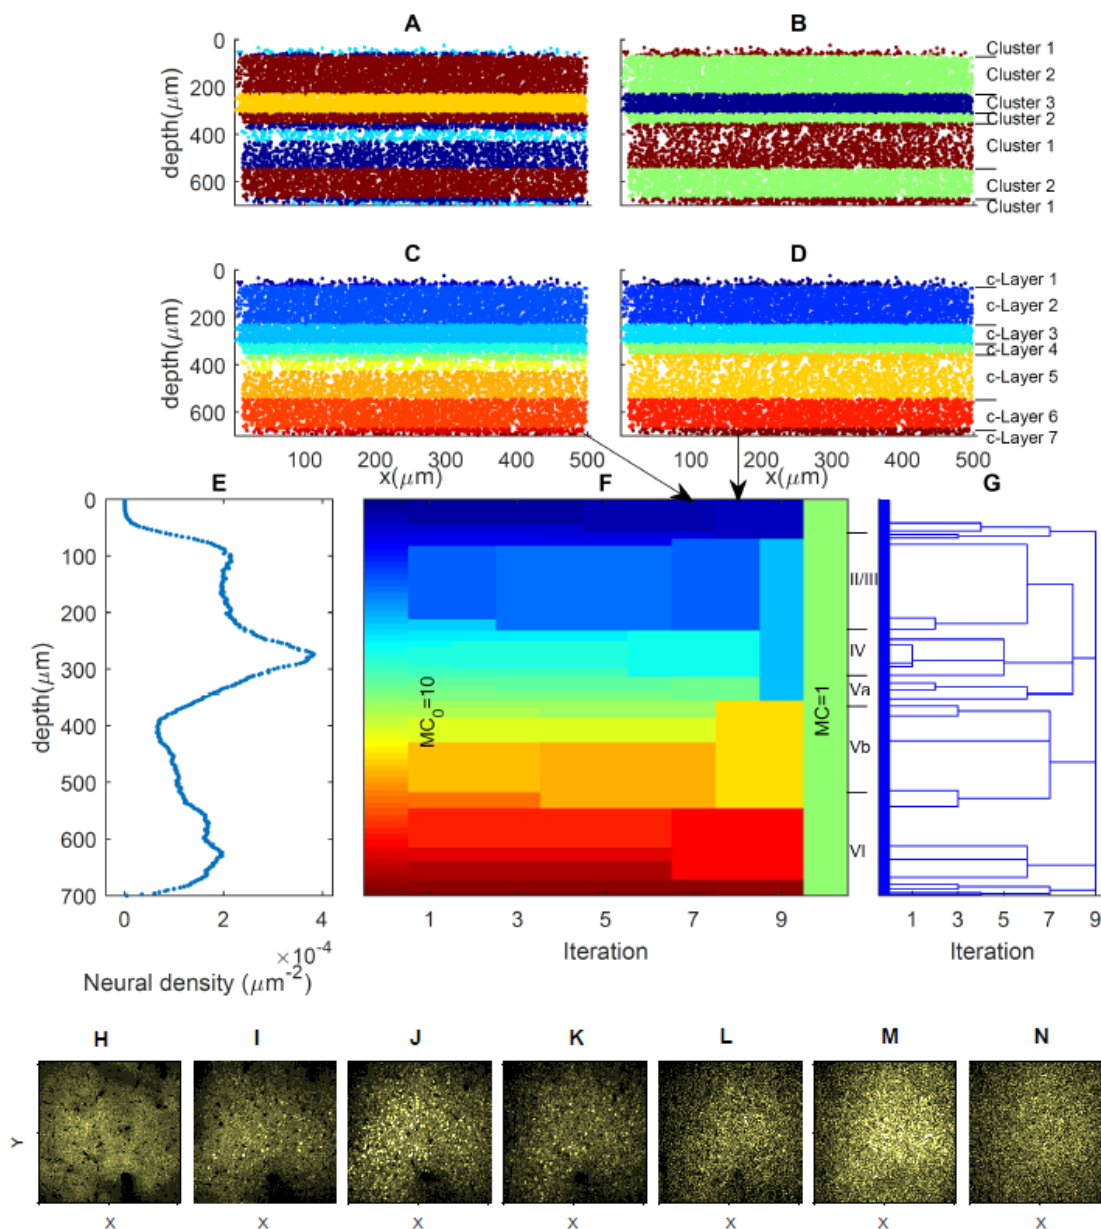 A
B
0
200
400
600
depth(μm)
Cluster 1
Cluster 2
Cluster 3
Cluster 2
Cluster 1
Cluster 2
Cluster 1
C
D
0
200
400
600
depth(μm)
c-Layer 1
c-Layer 2
c-Layer 3
c-Layer 4
c-Layer 5
c-Layer 6
c-Layer 7
100 200 300 400 500
x(μm)
100 200 300 400 500
x(μm)
E
F
G
0
100
200
300
400
500
600
700
depth(μm)
0 2 4
×10-4
Neural density (μm-2)
MC0=10
MC=1
1 3 5 7 9
Iteration
II/III
IV
Va
Vb
VI
1 3 5 7 9
Iteration
H I J K L M N
Y
X X X X X X X